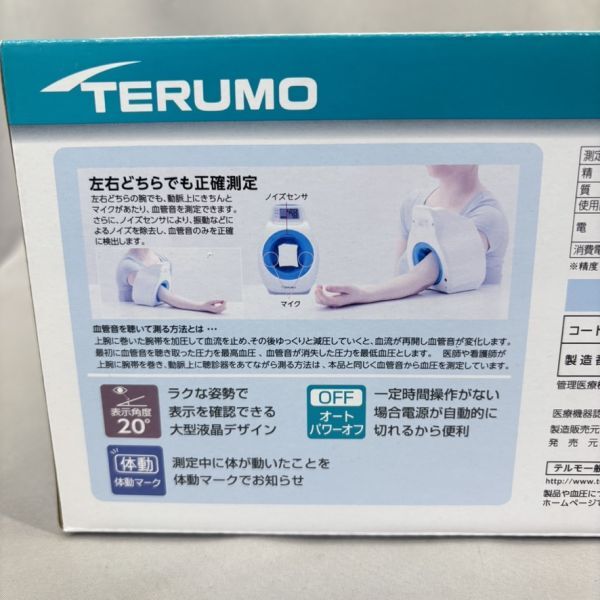 TERUMO
左右どちらでも正確測定
左右どちらの腕でも、動脈上にきちんと
マイクがあたり、血管音を測定できます。
さらに、ノイズセンサにより、振動などに
よるノイズを除去し、血管音のみを正確
に検出します。
ノイズセンサ
TERUMO
マイク
血管音を聴いて測る方法とは・・・
上腕に巻いた腕帯を加圧して血流を止め、その後ゆっくりと減圧していくと、血流が再開し血管音が変化します。
最初に血管音を聴き取った圧力を最高血圧、血管音が消失した圧力を最低血圧とします。 医師や看護師が
上腕に腕帯を巻き、動脈上に聴診器をあてながら測る方法は、本品と同じく血管音から血圧を測定しています。
表示角度
20°
ラクな姿勢で
表示を確認できる
大型液晶デザイン
OFF
オート
パワーオフ
一定時間操作がない
場合電源が自動的に
切れるから便利
体動
体動マーク
測定中に体が動いたことを
体動マークでお知らせ
測定
精
質
使用
電
消費電
※精度
コート
製造
管理医療機
医療機器認
製造販売元
発 売 元
テルモ一般
http://www.t
製品や血圧に
ホームページで